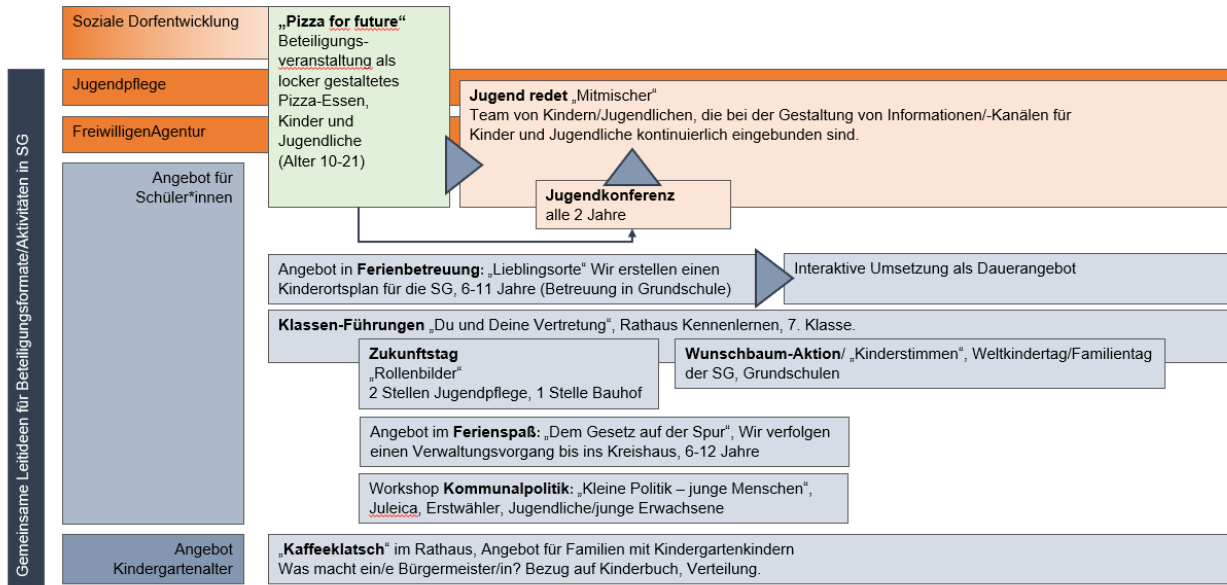 Gemeinsame Leitideen für Beteiligungsformate/Aktivitäten in SG
Soziale Dorfentwicklung
Jugendpflege
FreiwilligenAgentur
„Pizza for future“
Beteiligungs-
veranstaltung als
locker gestaltetes
Pizza-Essen,
Kinder und
Jugendliche
(Alter 10-21)
Jugend redet „Mitmischer“
Team von Kindern/Jugendlichen, die bei der Gestaltung von Informationen/-Kanälen für
Kinder und Jugendliche kontinuierlich eingebunden sind.
Jugendkonferenz
alle 2 Jahre
Angebot für
Schüler*innen
Angebot in Ferienbetreuung: „Lieblingsorte“ Wir erstellen einen
Kinderortsplan für die SG, 6-11 Jahre (Betreuung in Grundschule)
Interaktive Umsetzung als Dauerangebot
Klassen-Führungen „Du und Deine Vertretung“, Rathaus Kennenlernen, 7. Klasse.
Zukunftstag
„Rollenbilder“
2 Stellen Jugendpflege, 1 Stelle Bauhof
Wunschbaum-Aktion/ „Kinderstimmen“, Weltkindertag/Familientag
der SG, Grundschulen
Angebot im Ferienspaß: „Dem Gesetz auf der Spur“, Wir verfolgen
einen Verwaltungsvorgang bis ins Kreishaus, 6-12 Jahre
Workshop Kommunalpolitik: „Kleine Politik – junge Menschen“,
Juleica, Erstwähler, Jugendliche/junge Erwachsene
Angebot
Kindergartenalter
„Kaffeeklatsch“ im Rathaus, Angebot für Familien mit Kindergartenkindern
Was macht ein/e Bürgermeister/in? Bezug auf Kinderbuch, Verteilung.